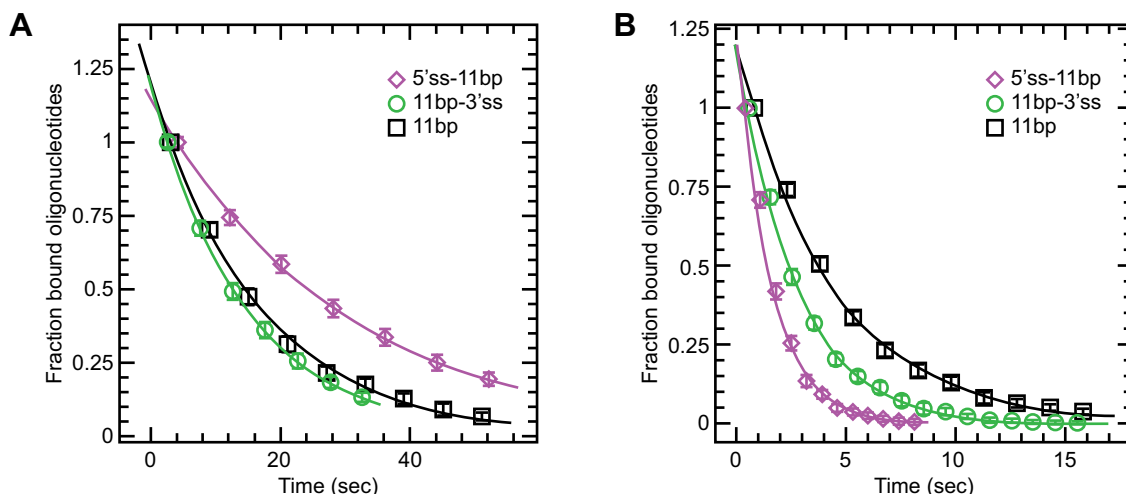 A
Fraction bound oligonucleotides
1.25
1
0.75
0.5
0.25
0
5'ss-11bp
11bp-3'ss
11bp
0
20
40
Time (sec)
B
Fraction bound oligonucleotides
1.25
1
0.75
0.5
0.25
0
5'ss-11bp
11bp-3'ss
11bp
0
5
10
15
Time (sec)